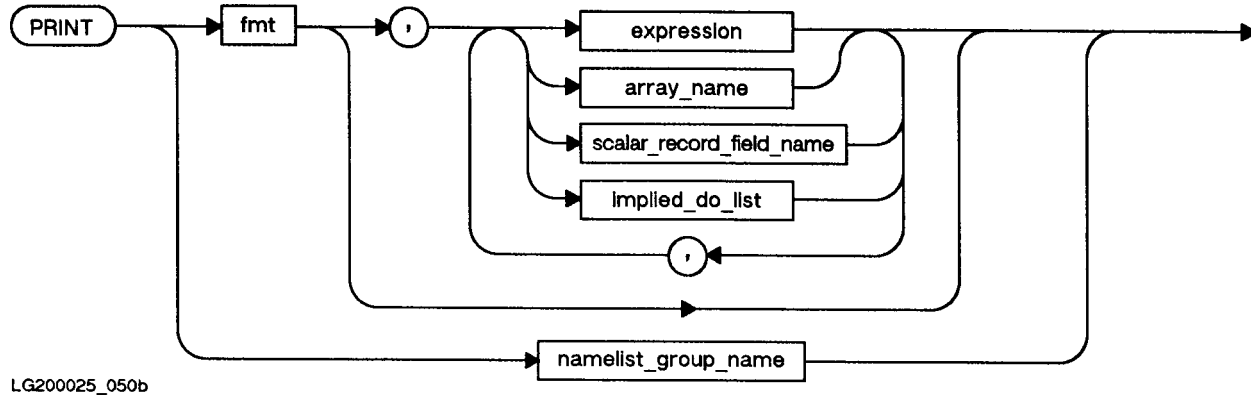 PRINT
fmt
,
expression
array_name
scalar_record_field_name
implied_do_list
,
namelist_group_name
LG200025_050b